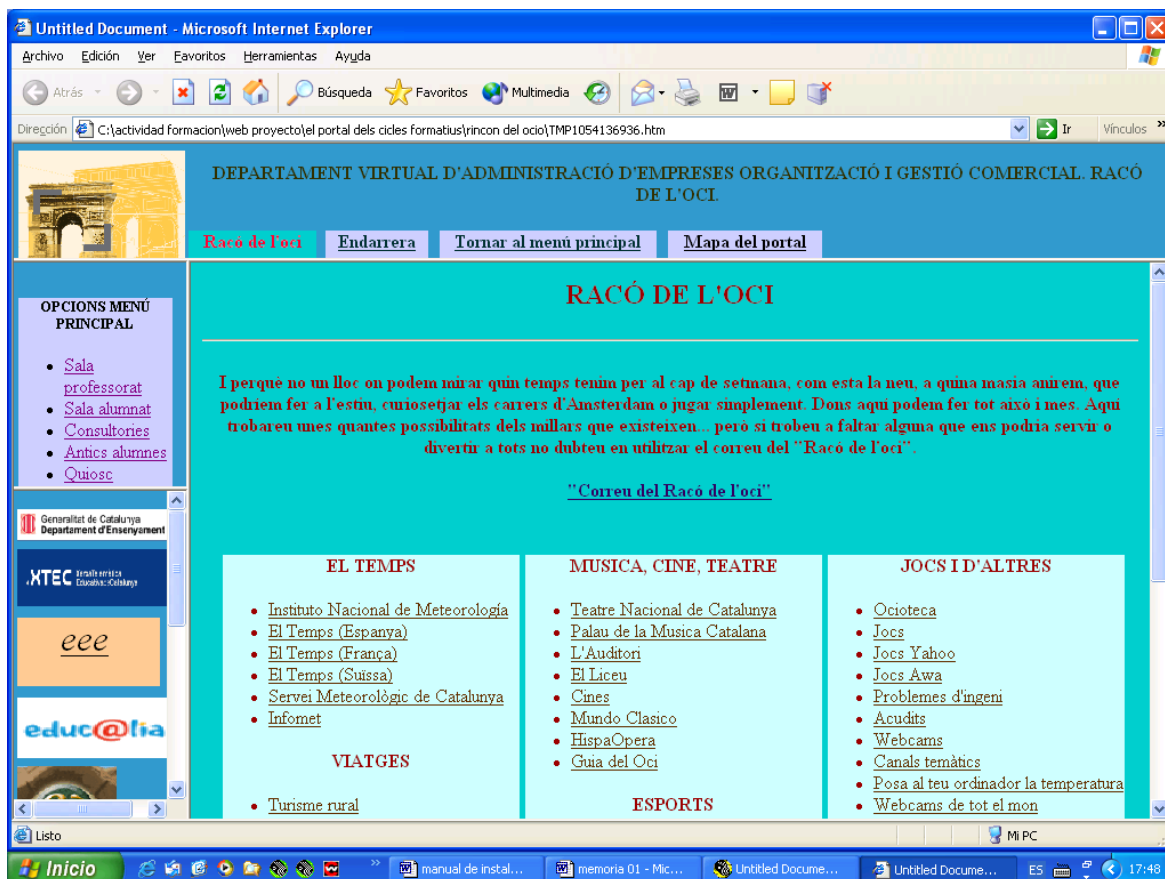 Untitled Document - Microsoft Internet Explorer
Archivo Edición Ver Favoritos Herramientas Ayuda
Atrás Búsqueda Favoritos Multimedia
Dirección C:\actividad formacion\web proyecto\el portal dels cicles formatius\rincon del ocio\TMP1054136936.htm Ir Vínculos »
DEPARTAMENT VIRTUAL D'ADMINISTRACIÓ D'EMPRESES ORGANITZACIÓ I GESTIÓ COMERCIAL. RACÓ
DE L'OCI.
Racó de l'oci Endarrera Tornar al menú principal Mapa del portal
OPCIONS MENÚ
PRINCIPAL
Sala
professorat
Sala alumnat
Consultories
Antics alumnes
Quiosc
Generalitat de Catalunya
Departament d'Ensenyament
XTEC
eee
educ@lia
RACÓ DE L'OCI
I perquè no un lloc on podem mirar quin temps tenim per al cap de setmana, com esta la neu, a quina masia anirem, que
podriem fer a l'estiu, curiosetjar els carrers d'Amsterdam o jugar simplement. Dons aqui podem fer tot això i mes. Aqui
trobareu unes quantes possibilitats dels millars que existeixen... però si trobeu a faltar alguna que ens podria servir o
divertir a tots no dubteu en utilitzar el correu del "Racó de l'oci".
"Correu del Racó de l'oci"
EL TEMPS
Instituto Nacional de Meteorología
El Temps (Espanya)
El Temps (França)
El Temps (Suïssa)
Servei Meteorològic de Catalunya
Infomet
VIATGES
Turisme rural
MUSICA, CINE, TEATRE
Teatre Nacional de Catalunya
Palau de la Musica Catalana
L'Auditori
El Liceu
Cines
Mundo Clasico
HispaOpera
Guia del Oci
ESPORTS
JOCS I D'ALTRES
Ocioteca
Jocs
Jocs Yahoo
Jocs Awa
Problemes d'ingeni
Acudits
Webcams
Canals temàtics
Posa al teu ordinador la temperatura
Webcams de tot el mon
Listo Mi PC
Inicio » manual de instal... memoria 01 - Mic... Untitled Docume... Untitled Docume... ES 17:48